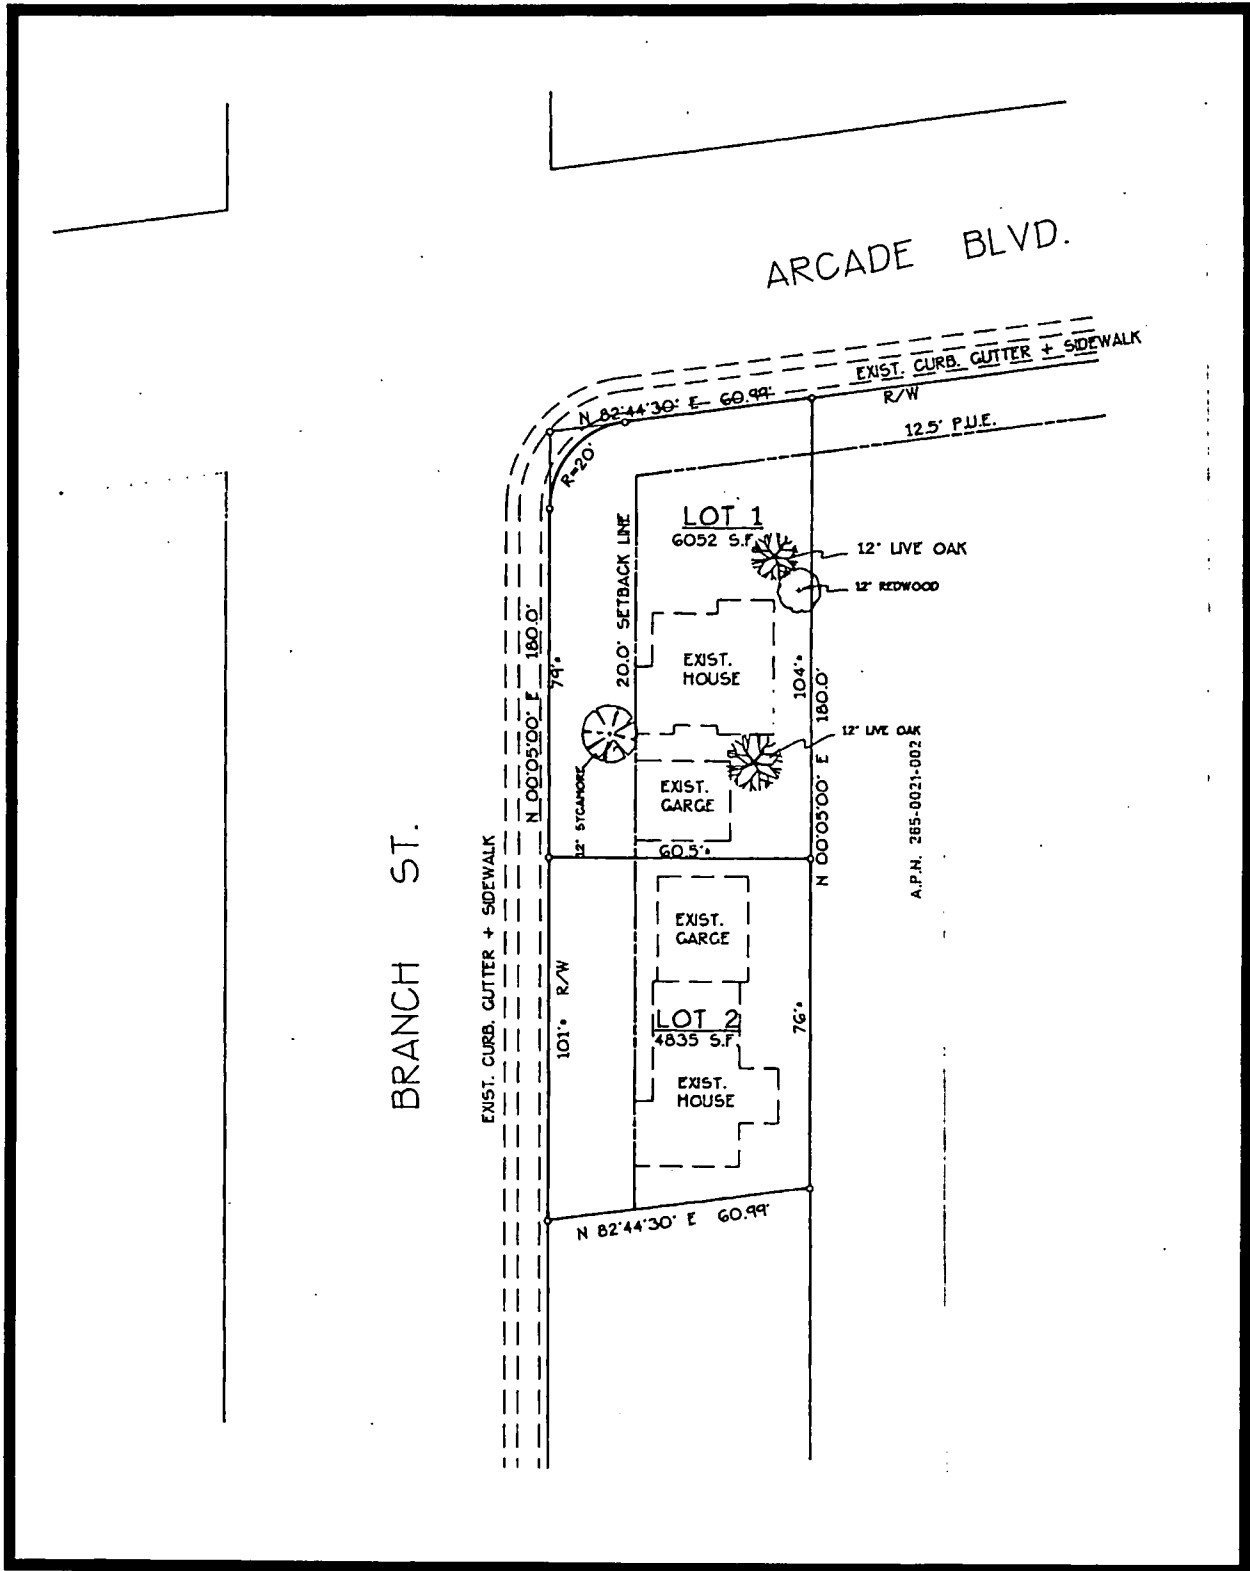 ARCADE BLVD.
EXIST. CURB. GUTTER + SIDEWALK
N 82°44'30" E 60.99'
R/W
12.5' P.U.E.
R=20'
LOT 1
6052 S.F.
12" LIVE OAK
12" REDWOOD
20.0' SETBACK LINE
N 00°05'00" E 180.0'
79'±
EXIST.
HOUSE
104'±
N 00°05'00" E 180.0'
12" LIVE OAK
12" SYCAMORE
EXIST.
GARGE
A.P.N. 265-0021-002
60.5'±
BRANCH ST.
EXIST. CURB. GUTTER + SIDEWALK
EXIST.
GARGE
101'± R/W
LOT 2
4835 S.F.
76'±
EXIST.
HOUSE
N 82°44'30" E 60.99'